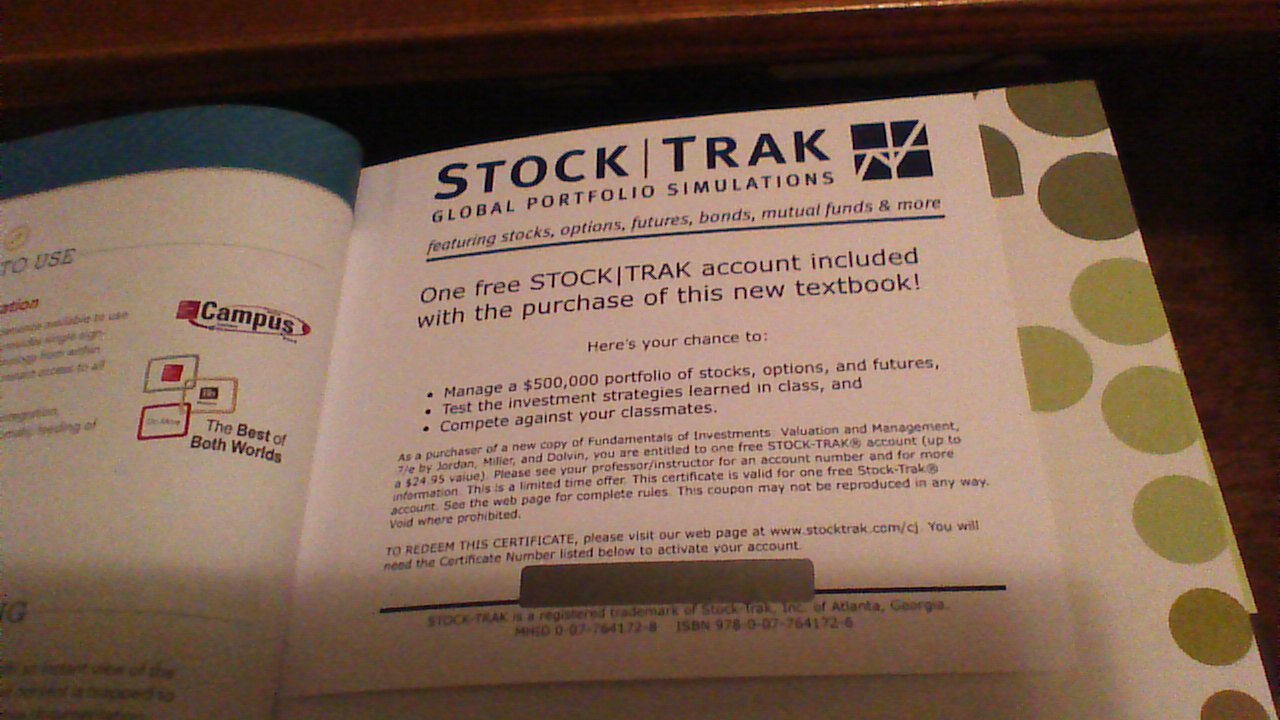 TO USE
Campus
The Best of
Both Worlds
STOCK|TRAK
GLOBAL PORTFOLIO SIMULATIONS
featuring stocks, options, futures, bonds, mutual funds & more
One free STOCK|TRAK account included
with the purchase of this new textbook!
Here's your chance to:
• Manage a $500,000 portfolio of stocks, options, and futures,
• Test the investment strategies learned in class, and
• Compete against your classmates.
As a purchaser of a new copy of Fundamentals of Investments: Valuation and Management,
7/e by Jordan, Miller, and Dolvin, you are entitled to one free STOCK-TRAK® account (up to
a $24.95 value). Please see your professor/instructor for an account number and for more
information. This is a limited time offer. This certificate is valid for one free Stock-Trak®
account. See the web page for complete rules. This coupon may not be reproduced in any way.
Void where prohibited.
TO REDEEM THIS CERTIFICATE, please visit our web page at www.stocktrak.com/cj. You will
need the Certificate Number listed below to activate your account.
STOCK-TRAK is a registered trademark of Stock-Trak, Inc. of Atlanta, Georgia.
MHID 0-07-764172-8 ISBN 978-0-07-764172-6